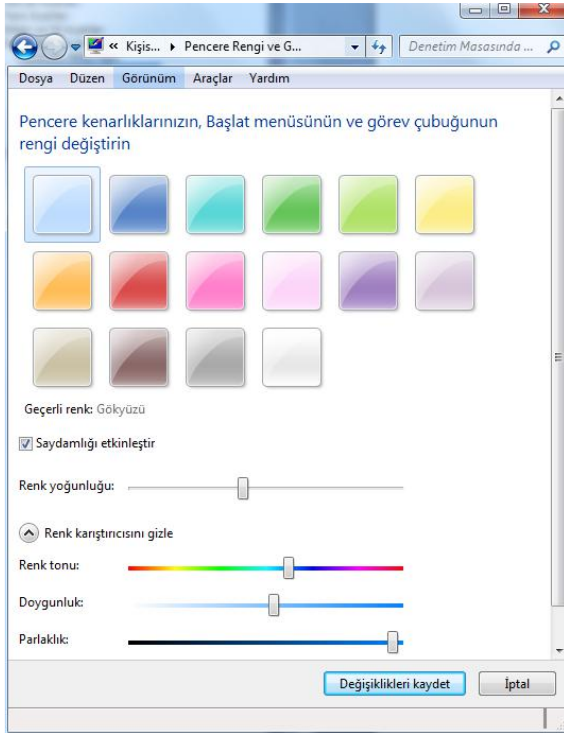 « Kişis... Pencere Rengi ve G... Denetim Masasında ...
Dosya Düzen Görünüm Araçlar Yardım
Pencere kenarlıklarınızın, Başlat menüsünün ve görev çubuğunun
rengi değiştirin
Geçerli renk: Gökyüzü
Saydamlığı etkinleştir
Renk yoğunluğu:
Renk karıştırıcısını gizle
Renk tonu:
Doygunluk:
Parlaklık:
Değişiklikleri kaydet İptal